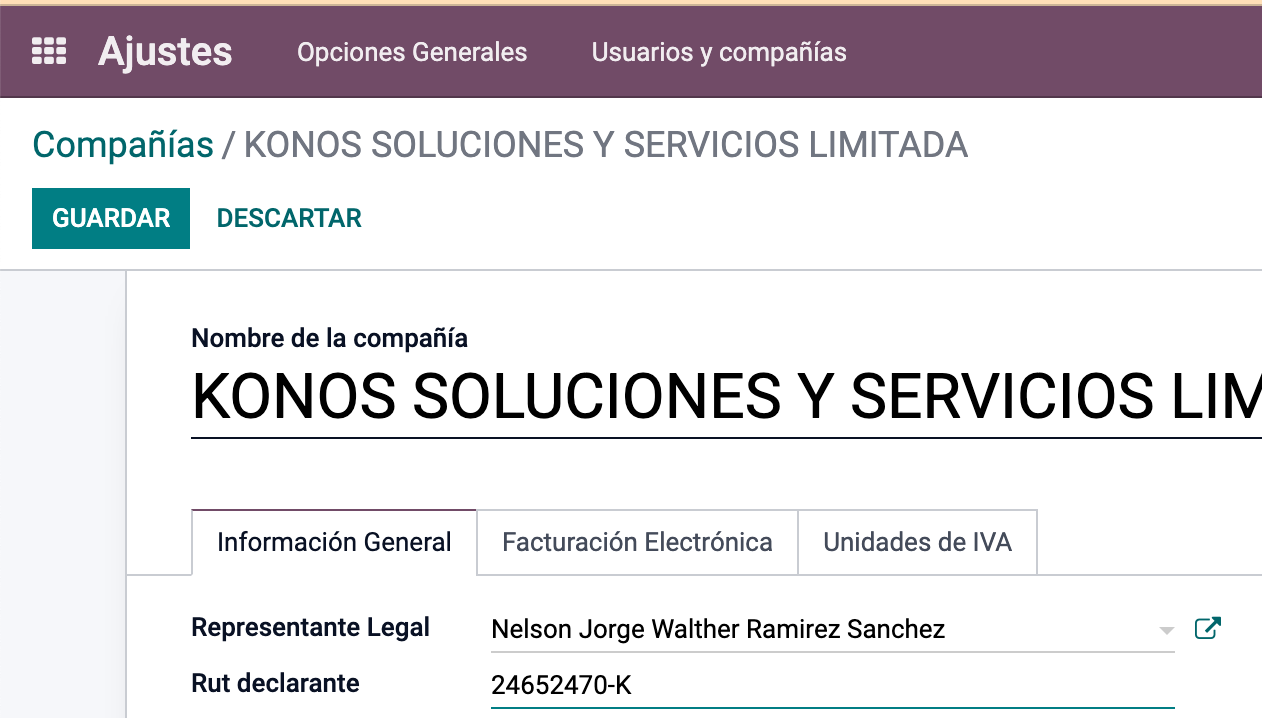 Ajustes Opciones Generales Usuarios y compañías
Compañías / KONOS SOLUCIONES Y SERVICIOS LIMITADA
GUARDAR DESCARTAR
Nombre de la compañía
KONOS SOLUCIONES Y SERVICIOS LIM
Información General Facturación Electrónica Unidades de IVA
Representante Legal Nelson Jorge Walther Ramirez Sanchez
Rut declarante 24652470-K